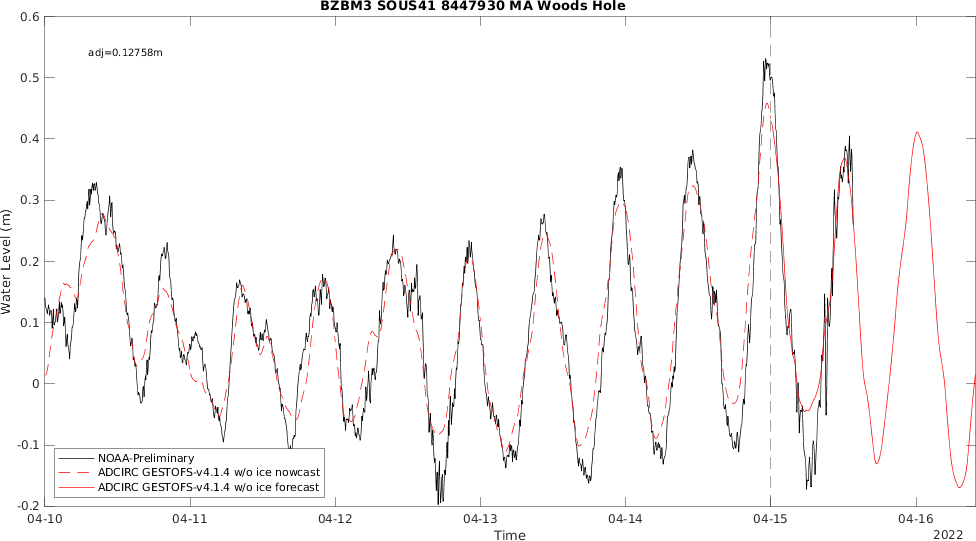 BZBM3 SOUS41 8447930 MA Woods Hole
0.6
adj=0.12758m
0.5
0.4
0.3
0.2
0.1
0
-0.1
-0.2
Water Level (m)
NOAA-Preliminary
ADCIRC GESTOFS-v4.1.4 w/o ice nowcast
ADCIRC GESTOFS-v4.1.4 w/o ice forecast
04-10 04-11 04-12 04-13 04-14 04-15 04-16
Time
2022